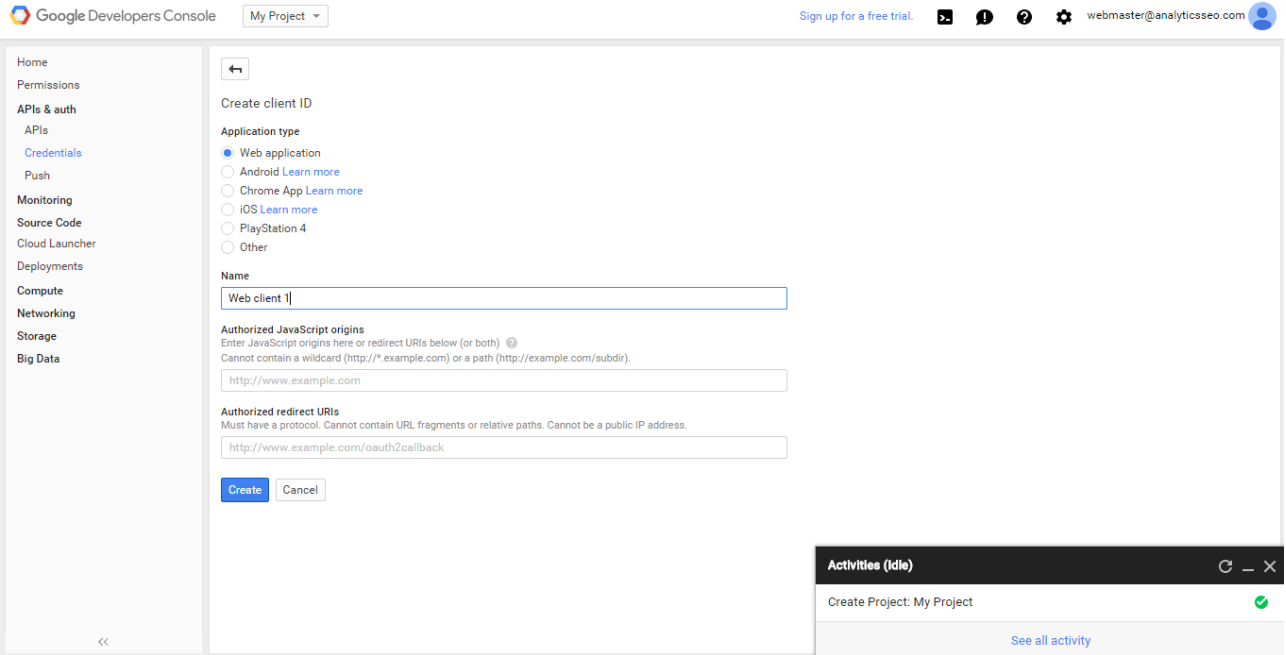 Google Developers Console
My Project
Sign up for a free trial.
webmaster@analyticsseo.com
Home
Permissions
APIs & auth
APIs
Credentials
Push
Monitoring
Source Code
Cloud Launcher
Deployments
Compute
Networking
Storage
Big Data
Create client ID
Application type
Web application
Android Learn more
Chrome App Learn more
iOS Learn more
PlayStation 4
Other
Name
Web client 1
Authorized JavaScript origins
Enter JavaScript origins here or redirect URIs below (or both)
Cannot contain a wildcard (http://*.example.com) or a path (http://example.com/subdir).
http://www.example.com
Authorized redirect URIs
Must have a protocol. Cannot contain URL fragments or relative paths. Cannot be a public IP address.
http://www.example.com/oauth2callback
Create Cancel
Activities (Idle)
Create Project: My Project
See all activity